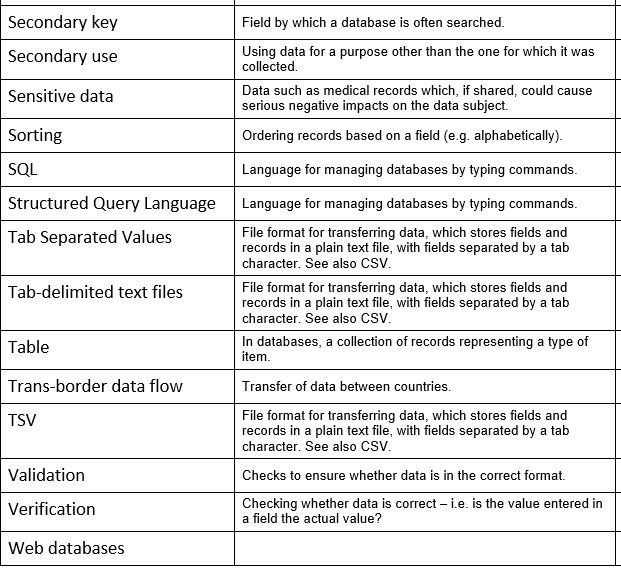 Secondary key
Field by which a database is often searched.
Secondary use
Using data for a purpose other than the one for which it was
collected.
Sensitive data
Data such as medical records which, if shared, could cause
serious negative impacts on the data subject.
Sorting
Ordering records based on a field (e.g. alphabetically).
SQL
Language for managing databases by typing commands.
Structured Query Language
Language for managing databases by typing commands.
Tab Separated Values
File format for transferring data, which stores fields and
records in a plain text file, with fields separated by a tab
character. See also CSV.
Tab-delimited text files
File format for transferring data, which stores fields and
records in a plain text file, with fields separated by a tab
character. See also CSV.
Table
In databases, a collection of records representing a type of
item.
Trans-border data flow
Transfer of data between countries.
TSV
File format for transferring data, which stores fields and
records in a plain text file, with fields separated by a tab
character. See also CSV.
Validation
Checks to ensure whether data is in the correct format.
Verification
Checking whether data is correct – i.e. is the value entered in
a field the actual value?
Web databases